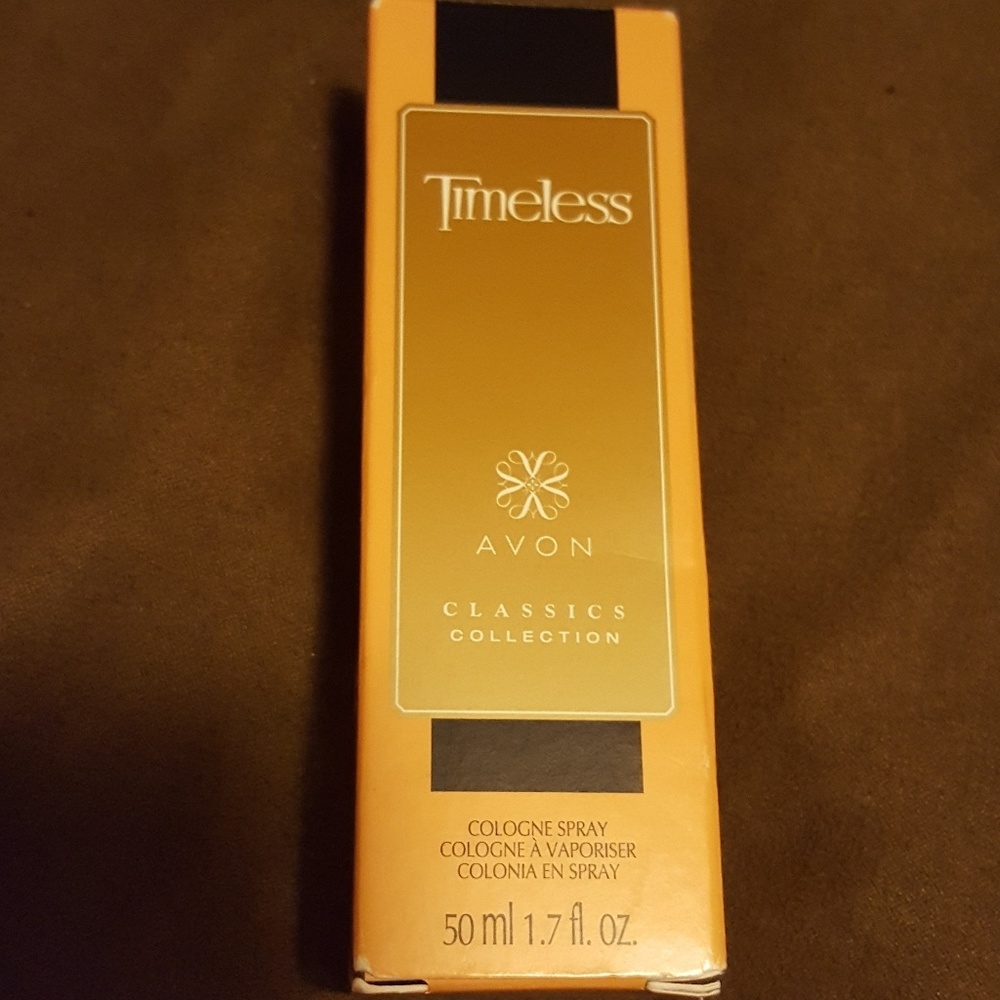 Timeless
AVON
CLASSICS
COLLECTION
COLOGNE SPRAY
COLOGNE À VAPORISER
COLONIA EN SPRAY
50 ml 1.7 fl. oz.